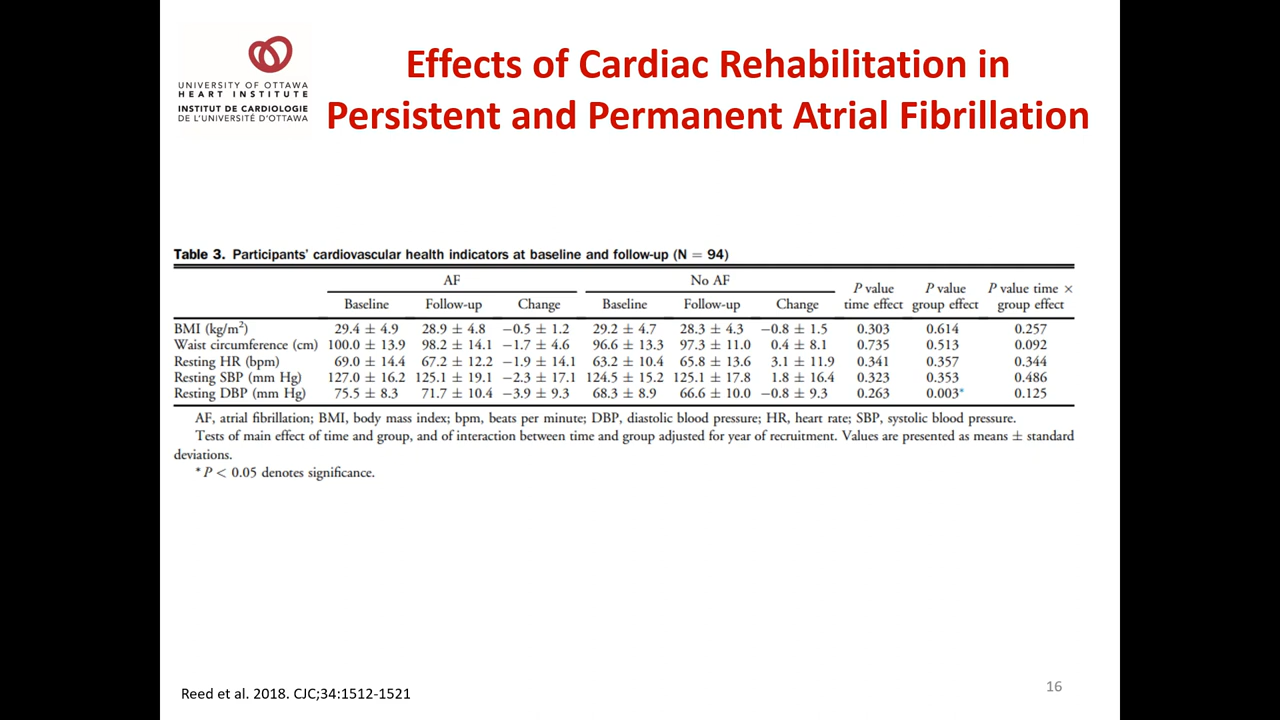 UNIVERSITY OF OTTAWA
HEART INSTITUTE
INSTITUT DE CARDIOLOGIE
DE L'UNIVERSITÉ D'OTTAWA
Effects of Cardiac Rehabilitation in
Persistent and Permanent Atrial Fibrillation
Table 3. Participants' cardiovascular health indicators at baseline and follow-up (N = 94)
AF No AF P value P value P value time ×
Baseline Follow-up Change Baseline Follow-up Change time effect group effect group effect
BMI (kg/m²) 29.4 ± 4.9 28.9 ± 4.8 −0.5 ± 1.2 29.2 ± 4.7 28.3 ± 4.3 −0.8 ± 1.5 0.303 0.614 0.257
Waist circumference (cm) 100.0 ± 13.9 98.2 ± 14.1 −1.7 ± 4.6 96.6 ± 13.3 97.3 ± 11.0 0.4 ± 8.1 0.735 0.513 0.092
Resting HR (bpm) 69.0 ± 14.4 67.2 ± 12.2 −1.9 ± 14.1 63.2 ± 10.4 65.8 ± 13.6 3.1 ± 11.9 0.341 0.357 0.344
Resting SBP (mm Hg) 127.0 ± 16.2 125.1 ± 19.1 −2.3 ± 17.1 124.5 ± 15.2 125.1 ± 17.8 1.8 ± 16.4 0.323 0.353 0.486
Resting DBP (mm Hg) 75.5 ± 8.3 71.7 ± 10.4 −3.9 ± 9.3 68.3 ± 8.9 66.6 ± 10.0 −0.8 ± 9.3 0.263 0.003* 0.125
AF, atrial fibrillation; BMI, body mass index; bpm, beats per minute; DBP, diastolic blood pressure; HR, heart rate; SBP, systolic blood pressure.
Tests of main effect of time and group, and of interaction between time and group adjusted for year of recruitment. Values are presented as means ± standard
deviations.
* P < 0.05 denotes significance.
Reed et al. 2018. CJC;34:1512-1521
16